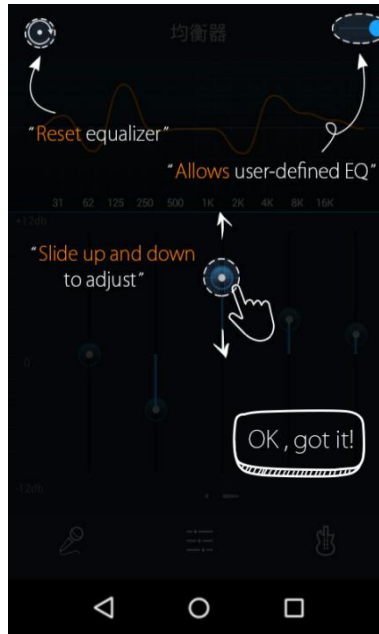 均衡器
“Reset equalizer”
“Allows user-defined EQ”
31 62 125 250 500 1K 2K 4K 8K 16K
+12db
“Slide up and down
to adjust”
0
OK , got it!
-12db